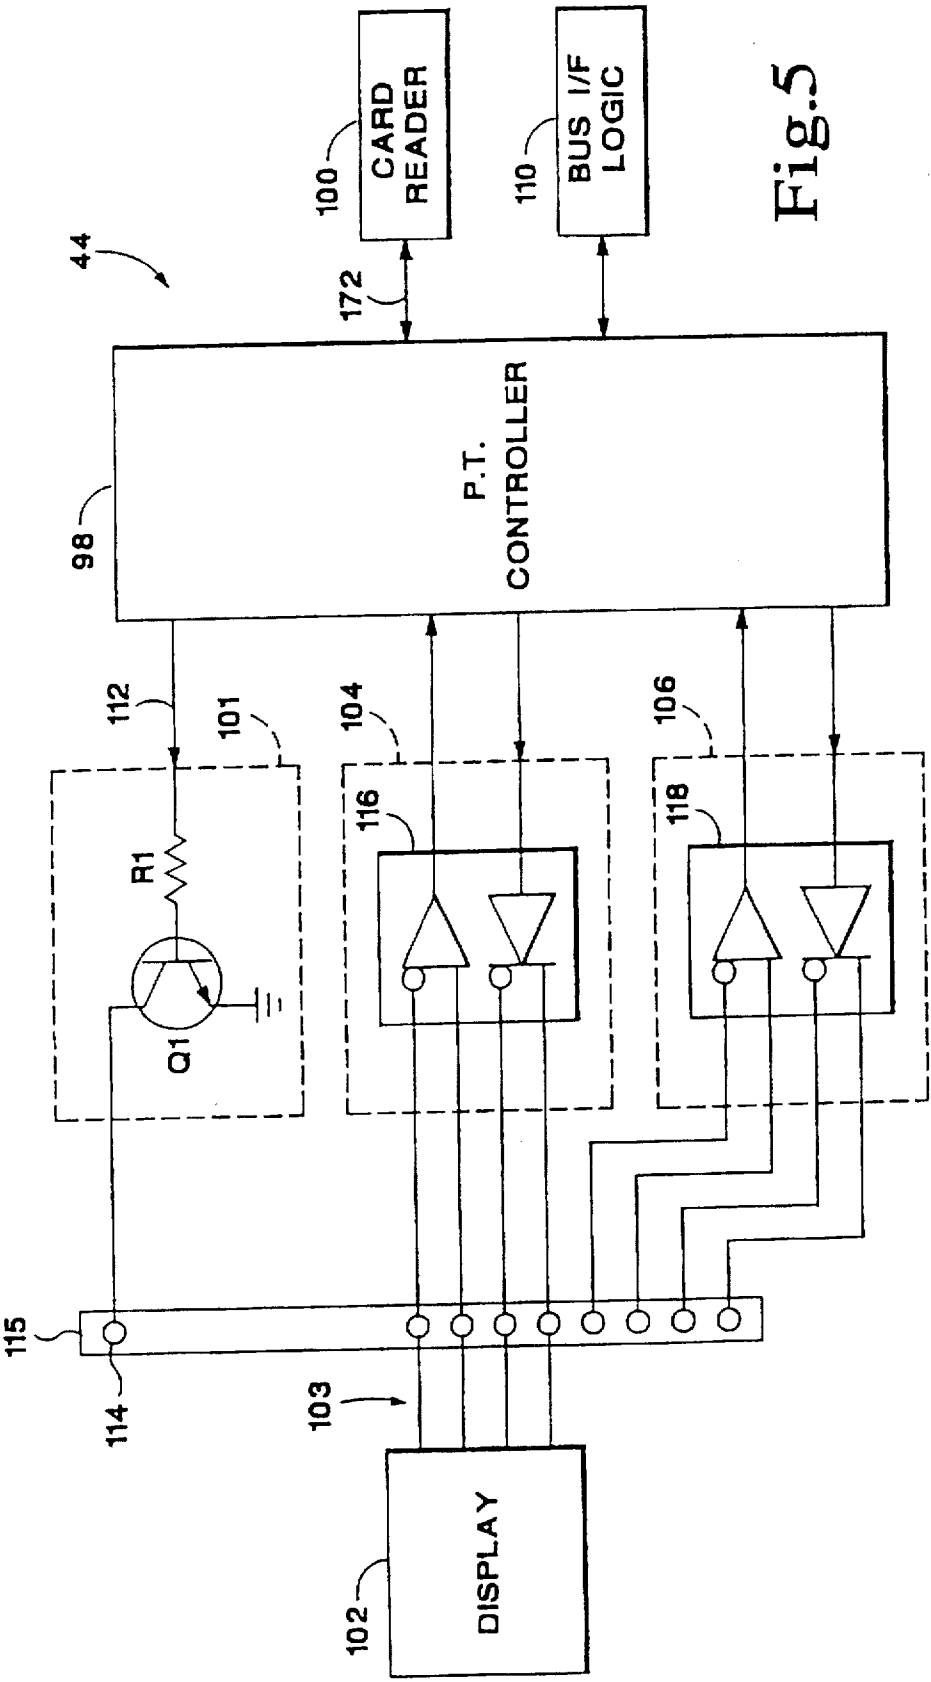 44
98
100
CARD
READER
172
110
BUS I/F
LOGIC
P.T.
CONTROLLER
112
101
R1
Q1
104
116
106
118
115
114
103
102
DISPLAY
Fig.5